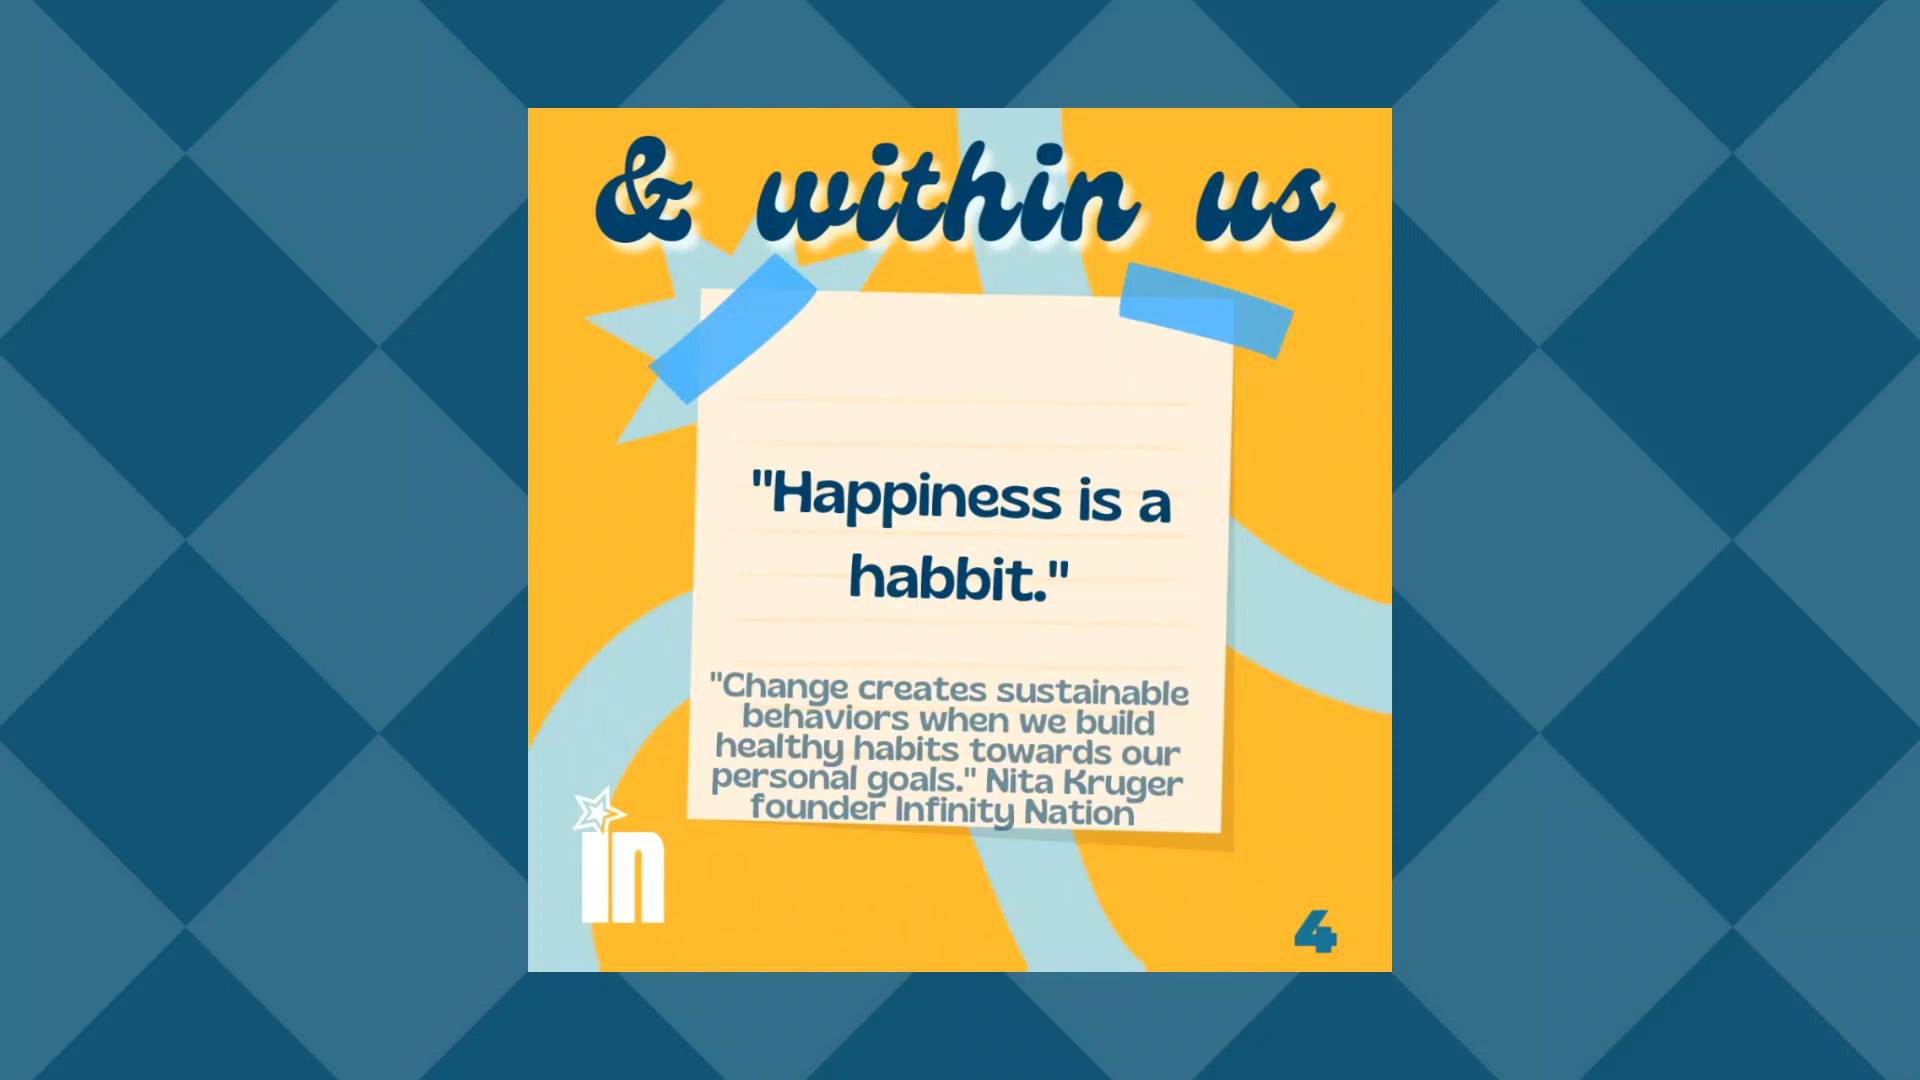 & within us
"Happiness is a
habbit."
"Change creates sustainable
behaviors when we build
healthy habits towards our
personal goals." Nita Kruger
founder Infinity Nation
in
4